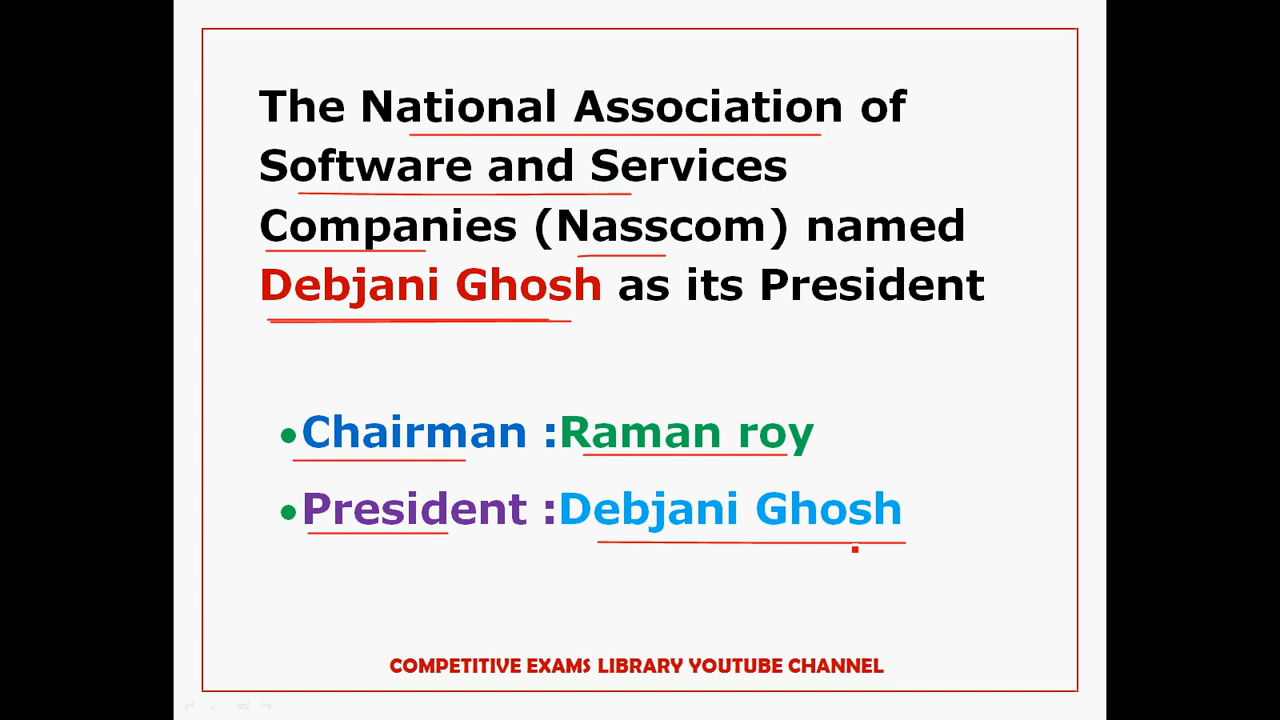 The National Association of
Software and Services
Companies (Nasscom) named
Debjani Ghosh as its President
•Chairman :Raman roy
•President :Debjani Ghosh
COMPETITIVE EXAMS LIBRARY YOUTUBE CHANNEL